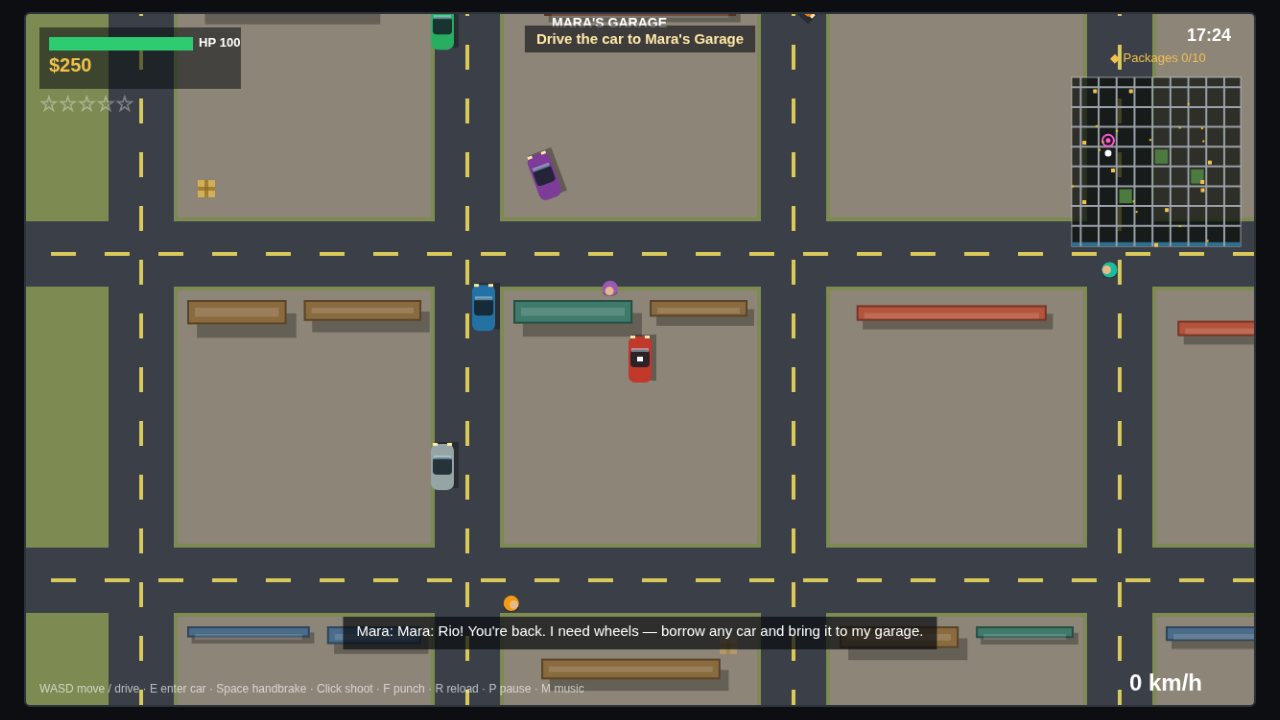 MARA'S GARAGE
Drive the car to Mara's Garage
HP 100
$250
17:24
◆ Packages 0/10
Mara: Mara: Rio! You're back. I need wheels — borrow any car and bring it to my garage.
WASD move / drive · E enter car · Space handbrake · Click shoot · F punch · R reload · P pause · M music
0 km/h